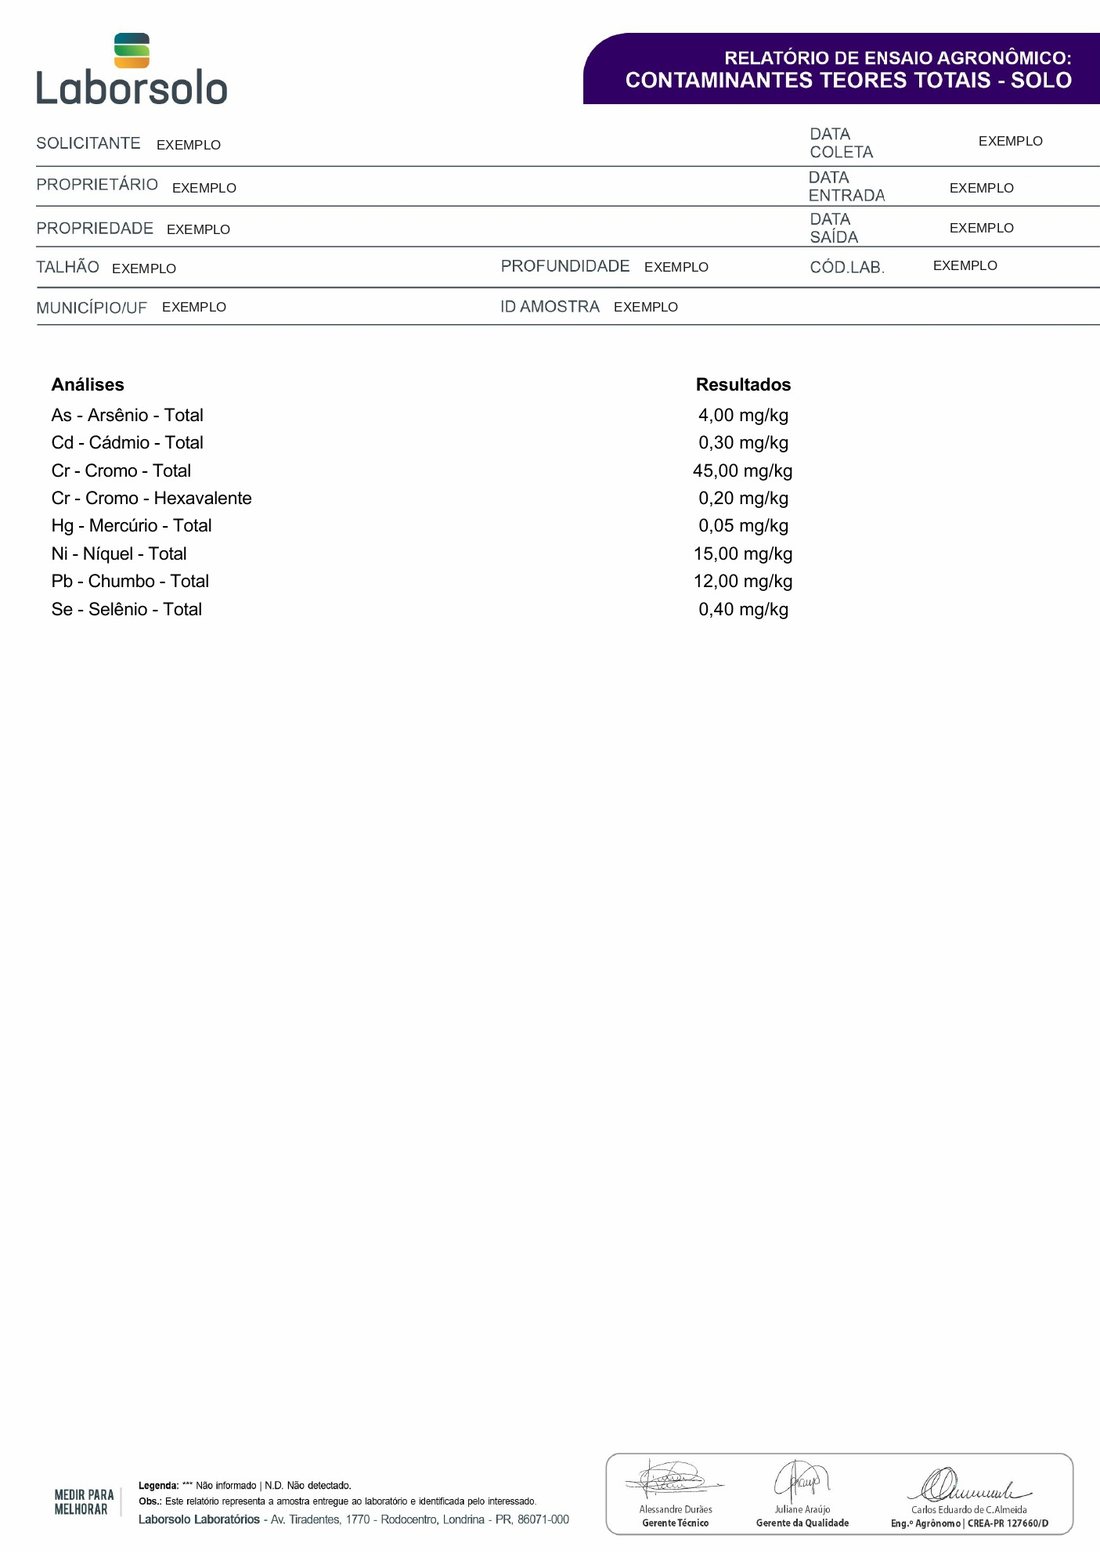 Laborsolo
RELATÓRIO DE ENSAIO AGRONÔMICO:
CONTAMINANTES TEORES TOTAIS - SOLO
SOLICITANTE EXEMPLO
DATA COLETA EXEMPLO
PROPRIETÁRIO EXEMPLO
DATA ENTRADA EXEMPLO
PROPRIEDADE EXEMPLO
DATA SAÍDA EXEMPLO
TALHÃO EXEMPLO PROFUNDIDADE EXEMPLO CÓD.LAB. EXEMPLO
MUNICÍPIO/UF EXEMPLO ID AMOSTRA EXEMPLO
Análises Resultados
As - Arsênio - Total 4,00 mg/kg
Cd - Cádmio - Total 0,30 mg/kg
Cr - Cromo - Total 45,00 mg/kg
Cr - Cromo - Hexavalente 0,20 mg/kg
Hg - Mercúrio - Total 0,05 mg/kg
Ni - Níquel - Total 15,00 mg/kg
Pb - Chumbo - Total 12,00 mg/kg
Se - Selênio - Total 0,40 mg/kg
MEDIR PARA
MELHORAR
Legenda: *** Não informado | N.D. Não detectado.
Obs.: Este relatório representa a amostra entregue ao laboratório e identificada pelo interessado.
Laborsolo Laboratórios - Av. Tiradentes, 1770 - Rodocentro, Londrina - PR, 86071-000
Alessandre Durães
Gerente Técnico
Juliane Araújo
Gerente da Qualidade
Carlos Eduardo de C.Almeida
Eng.º Agrônomo | CREA-PR 127660/D